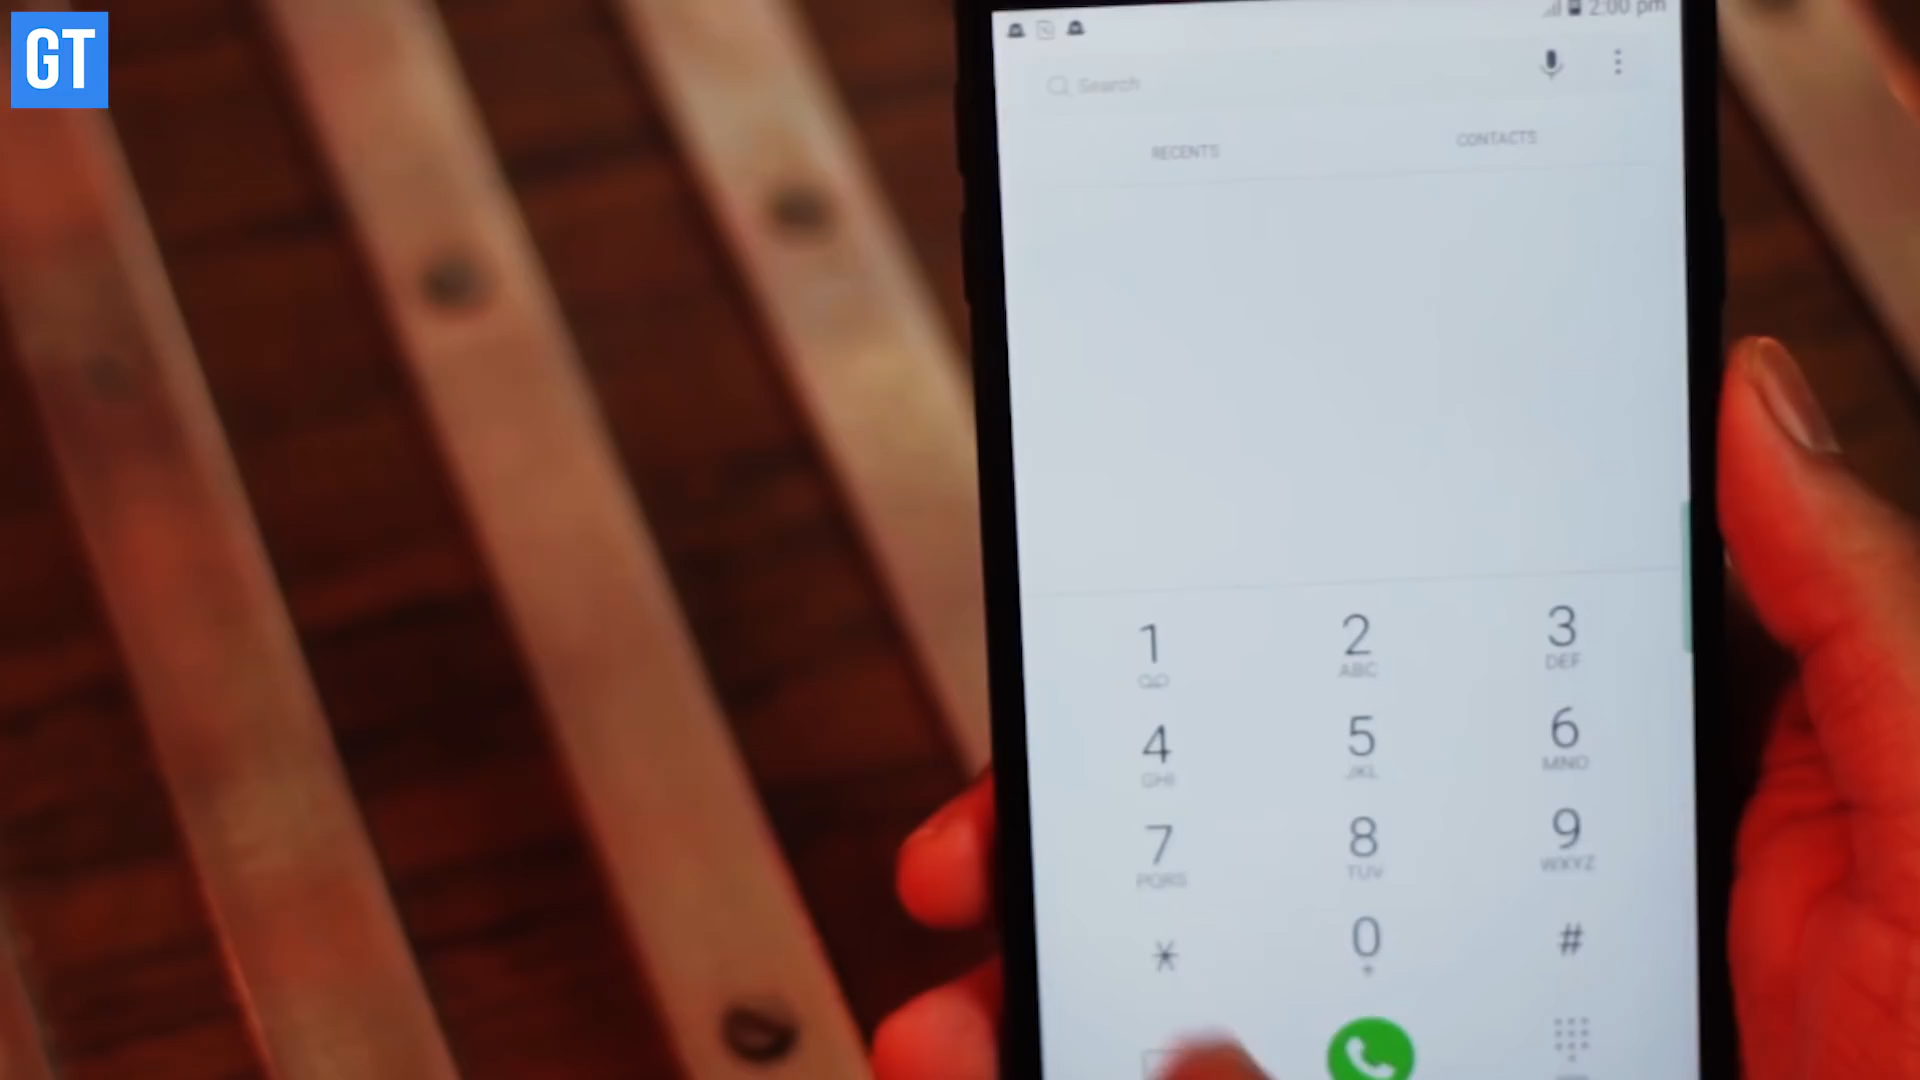 GT
2:00 pm
Search
RECENTS CONTACTS
1 2 3
ABC DEF
4 5 6
GHI JKL MNO
7 8 9
PQRS TUV WXYZ
* 0 #
+